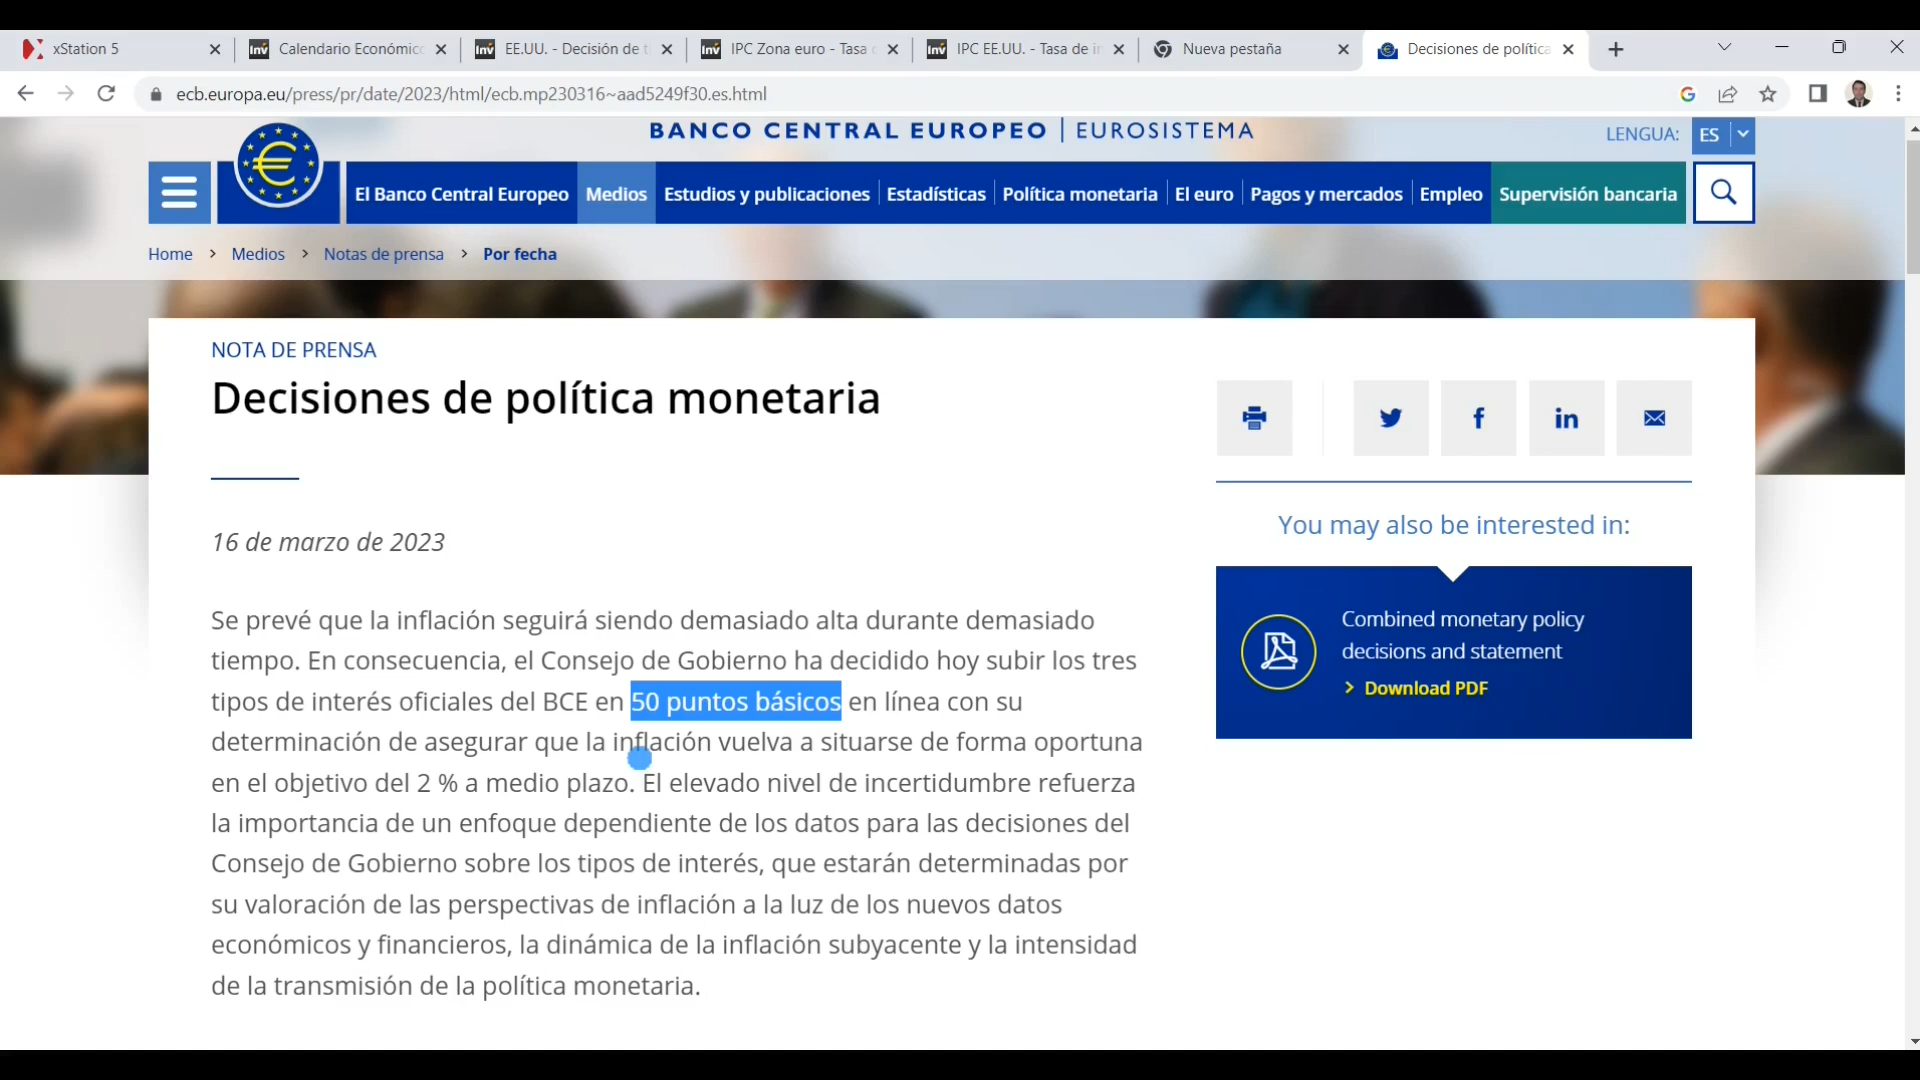 xStation 5
Calendario Económico
EE.UU. - Decisión de t
IPC Zona euro - Tasa
IPC EE.UU. - Tasa de in
Nueva pestaña
Decisiones de política
ecb.europa.eu/press/pr/date/2023/html/ecb.mp230316~aad5249f30.es.html
BANCO CENTRAL EUROPEO | EUROSISTEMA
LENGUA: ES
El Banco Central Europeo Medios Estudios y publicaciones Estadísticas Política monetaria El euro Pagos y mercados Empleo Supervisión bancaria
Home > Medios > Notas de prensa > Por fecha
NOTA DE PRENSA
Decisiones de política monetaria
16 de marzo de 2023
Se prevé que la inflación seguirá siendo demasiado alta durante demasiado
tiempo. En consecuencia, el Consejo de Gobierno ha decidido hoy subir los tres
tipos de interés oficiales del BCE en 50 puntos básicos en línea con su
determinación de asegurar que la inflación vuelva a situarse de forma oportuna
en el objetivo del 2 % a medio plazo. El elevado nivel de incertidumbre refuerza
la importancia de un enfoque dependiente de los datos para las decisiones del
Consejo de Gobierno sobre los tipos de interés, que estarán determinadas por
su valoración de las perspectivas de inflación a la luz de los nuevos datos
económicos y financieros, la dinámica de la inflación subyacente y la intensidad
de la transmisión de la política monetaria.
You may also be interested in:
Combined monetary policy
decisions and statement
> Download PDF